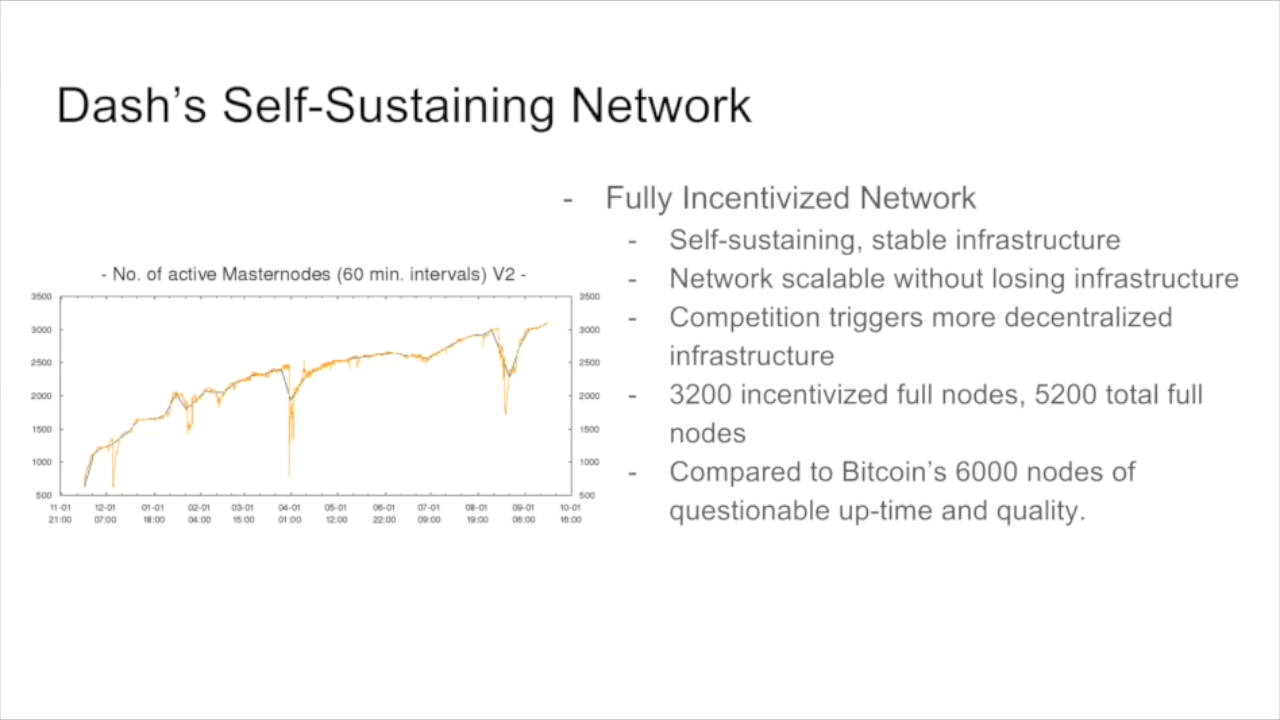 Dash's Self-Sustaining Network
- Fully Incentivized Network
- Self-sustaining, stable infrastructure
- Network scalable without losing infrastructure
- Competition triggers more decentralized
infrastructure
- 3200 incentivized full nodes, 5200 total full
nodes
- Compared to Bitcoin's 6000 nodes of
questionable up-time and quality.
- No. of active Masternodes (60 min. intervals) V2 -
3500 3500
3000 3000
2500 2500
2000 2000
1500 1500
1000 1000
500 500
11-01 12-01 01-01 02-01 03-01 04-01 05-01 06-01 07-01 08-01 09-01 10-01
21:00 07:00 18:00 04:00 15:00 01:00 12:00 22:00 09:00 19:00 06:00 16:00